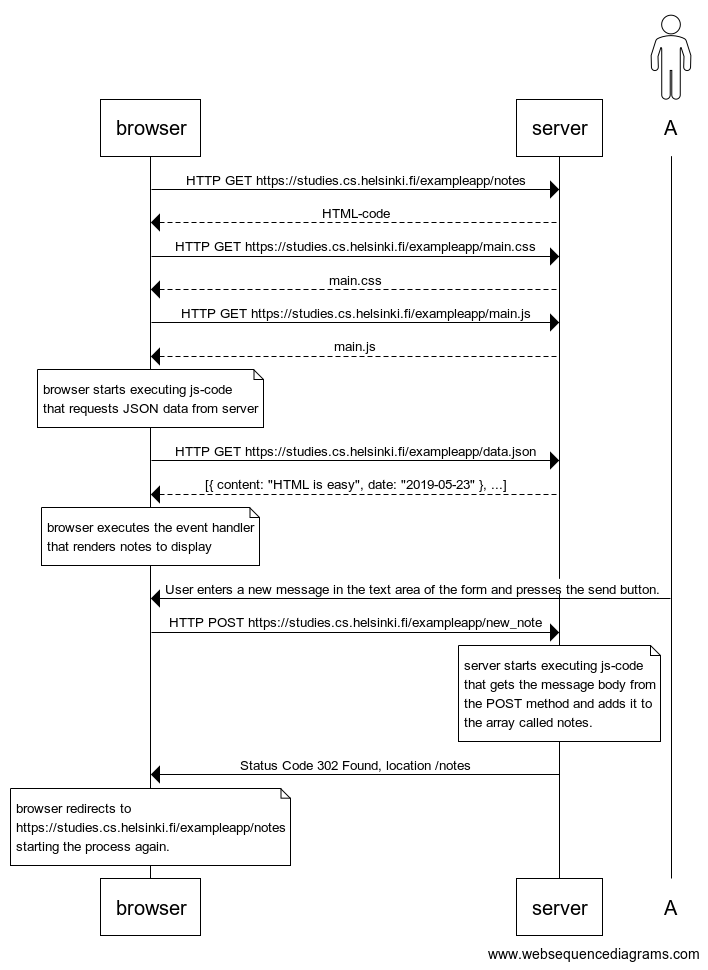 browser
server
A
HTTP GET https://studies.cs.helsinki.fi/exampleapp/notes
HTML-code
HTTP GET https://studies.cs.helsinki.fi/exampleapp/main.css
main.css
HTTP GET https://studies.cs.helsinki.fi/exampleapp/main.js
main.js
browser starts executing js-code
that requests JSON data from server
HTTP GET https://studies.cs.helsinki.fi/exampleapp/data.json
[{ content: "HTML is easy", date: "2019-05-23" }, ...]
browser executes the event handler
that renders notes to display
User enters a new message in the text area of the form and presses the send button.
HTTP POST https://studies.cs.helsinki.fi/exampleapp/new_note
server starts executing js-code
that gets the message body from
the POST method and adds it to
the array called notes.
Status Code 302 Found, location /notes
browser redirects to
https://studies.cs.helsinki.fi/exampleapp/notes
starting the process again.
browser
server
A
www.websequencediagrams.com